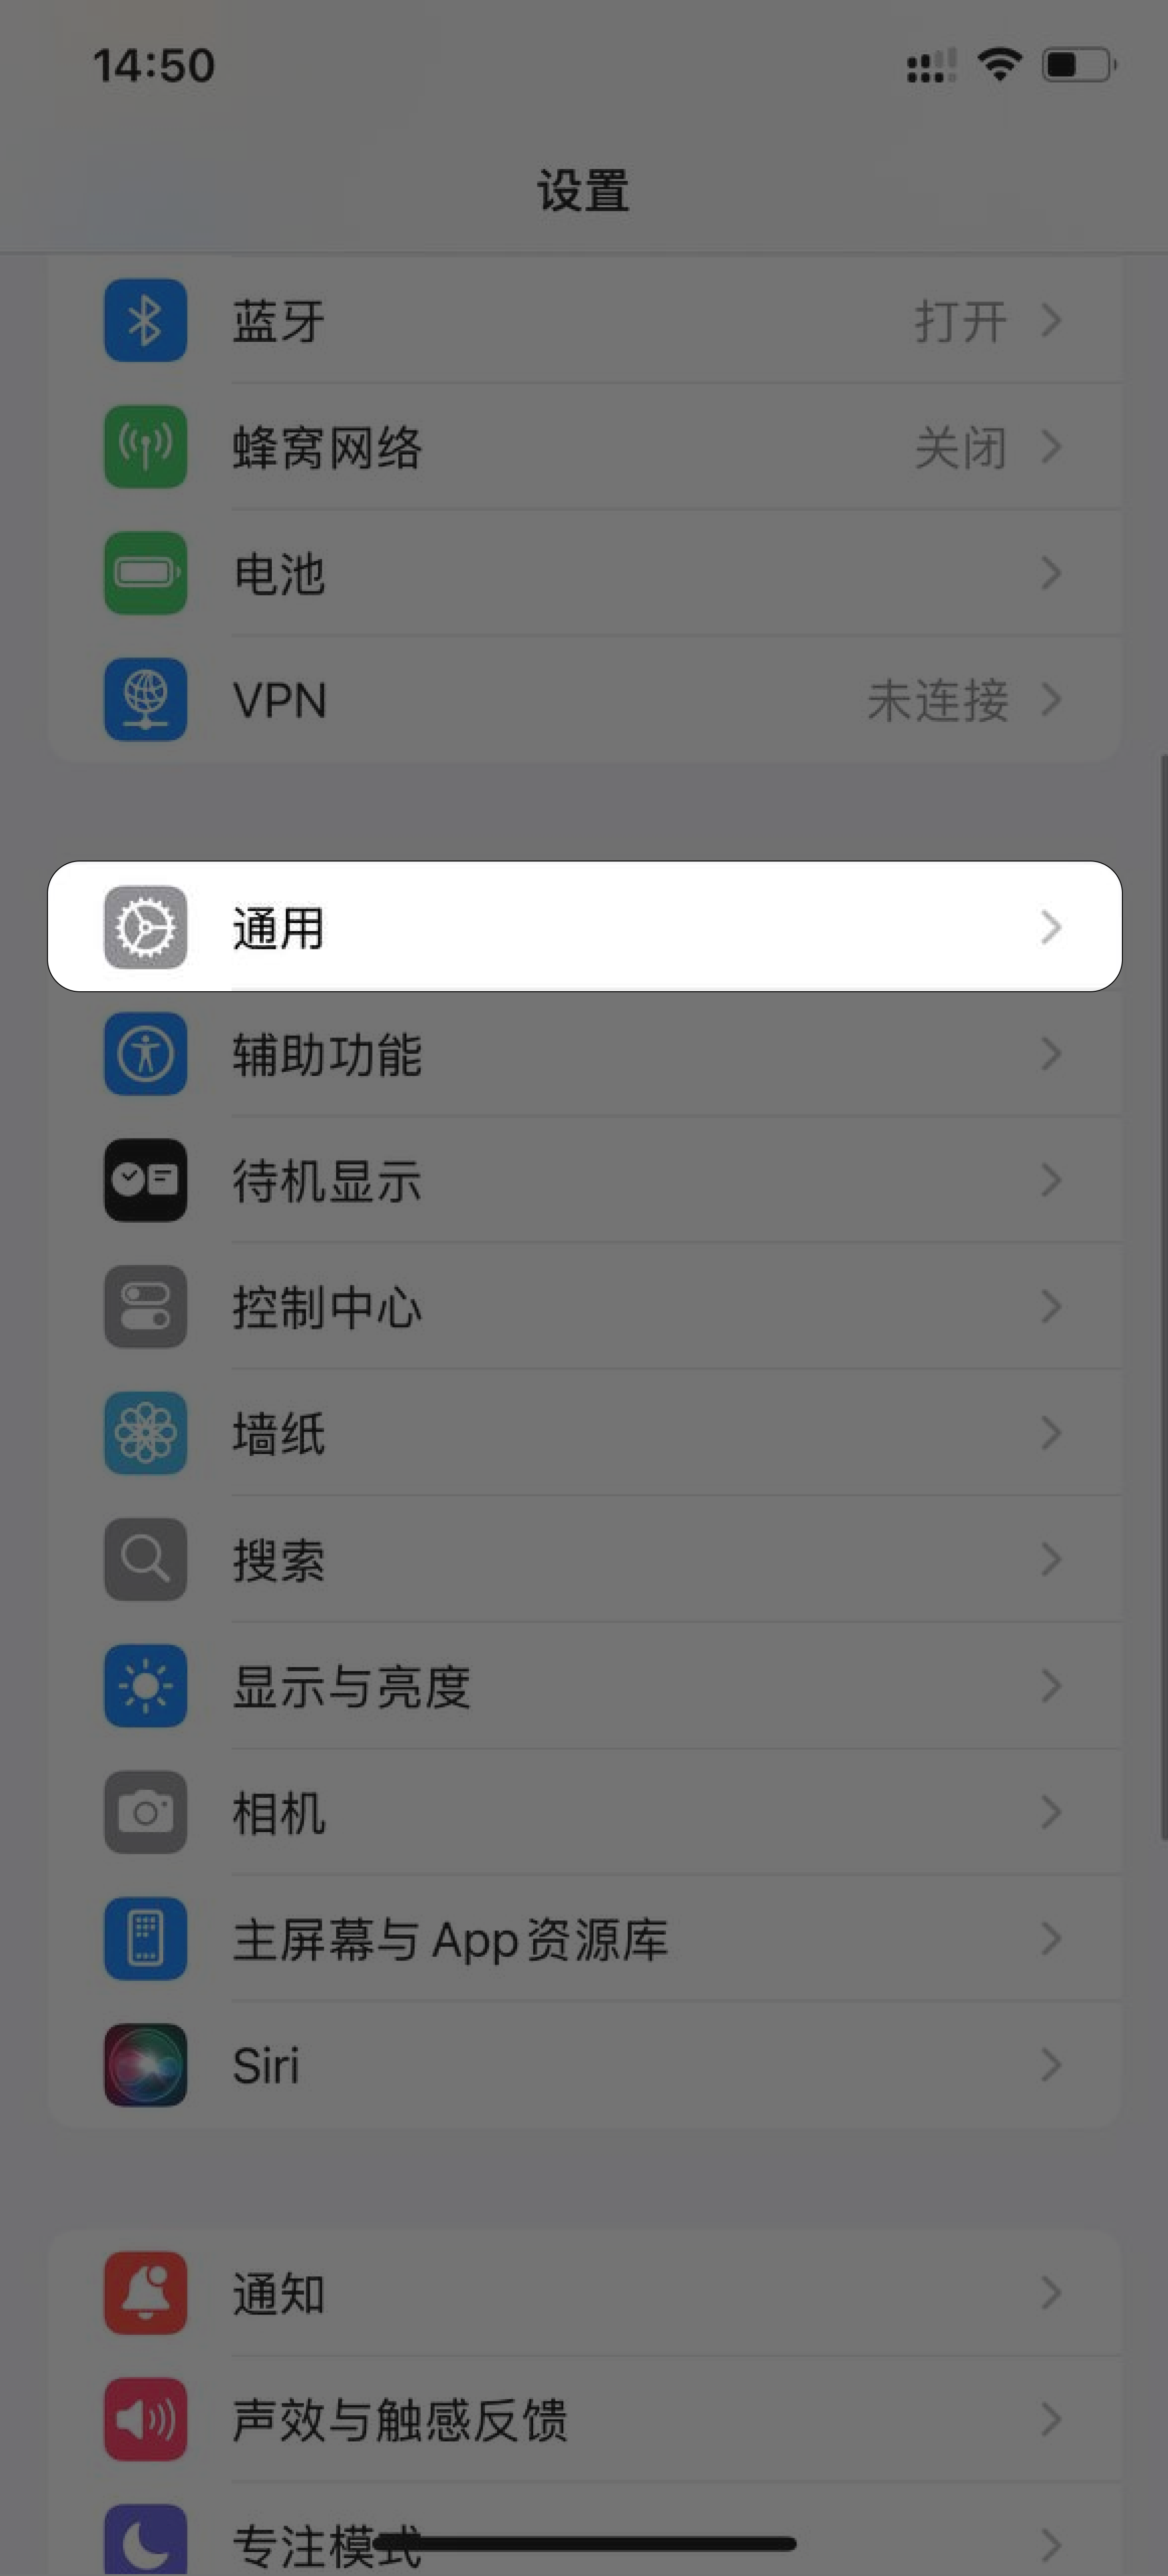 14:50
设置
蓝牙 打开
蜂窝网络 关闭
电池
VPN 未连接
通用
辅助功能
待机显示
控制中心
墙纸
搜索
显示与亮度
相机
主屏幕与 App 资源库
Siri
通知
声效与触感反馈
专注模式